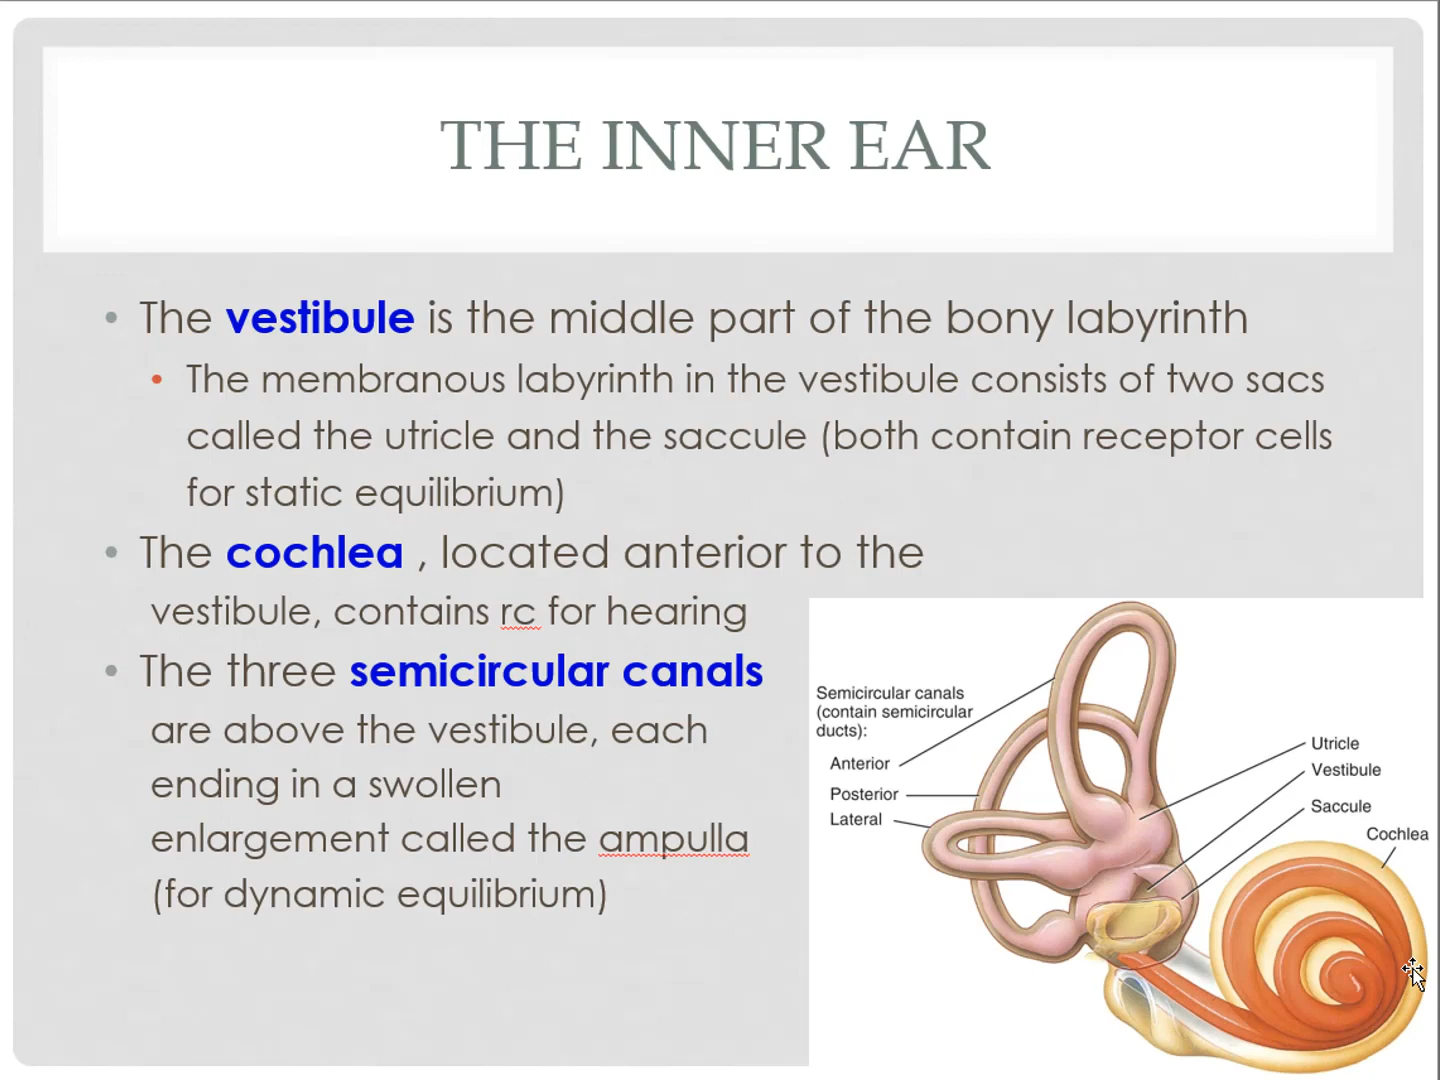 THE INNER EAR
• The vestibule is the middle part of the bony labyrinth
• The membranous labyrinth in the vestibule consists of two sacs
called the utricle and the saccule (both contain receptor cells
for static equilibrium)
• The cochlea , located anterior to the
vestibule, contains rc for hearing
• The three semicircular canals
are above the vestibule, each
ending in a swollen
enlargement called the ampulla
(for dynamic equilibrium)
Semicircular canals
(contain semicircular
ducts):
Anterior
Posterior
Lateral
Utricle
Vestibule
Saccule
Cochlea